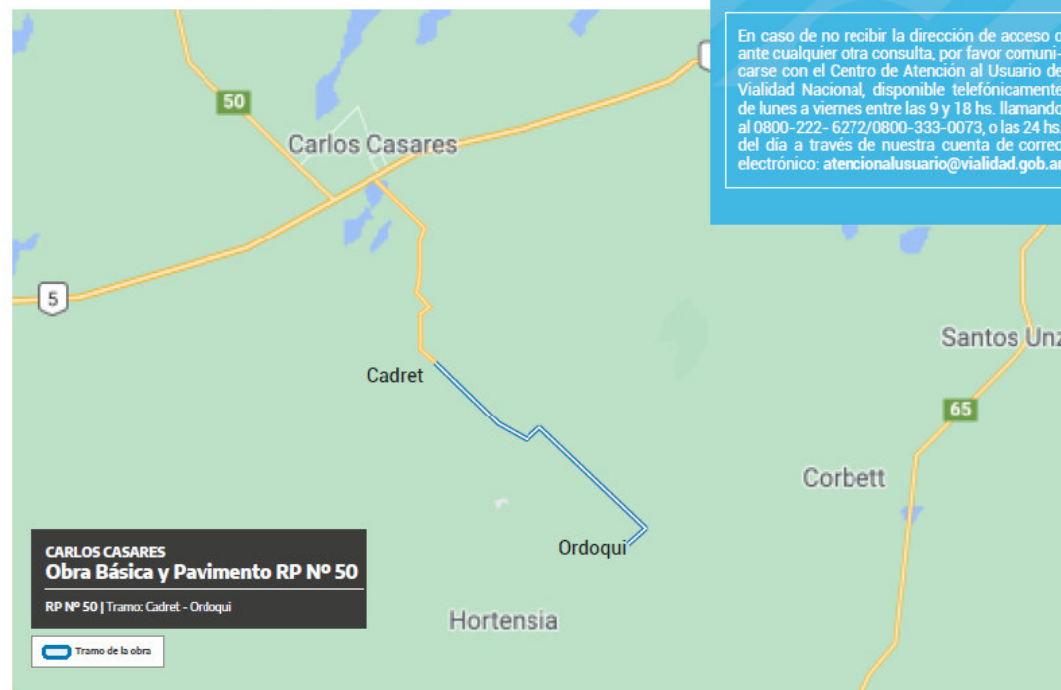 En caso de no recibir la dirección de acceso o
ante cualquier otra consulta, por favor comuni-
carse con el Centro de Atención al Usuario de
Vialidad Nacional, disponible telefónicamente
de lunes a viernes entre las 9 y 18 hs. llamando
al 0800-222- 6272/0800-333-0073, o las 24 hs.
del día a través de nuestra cuenta de correo
electrónico: atencionalusuario@vialidad.gob.ar
50
Carlos Casares
5
Santos Unz
Cadret
65
Corbett
Ordoqui
CARLOS CASARES
Obra Básica y Pavimento RP Nº 50
RP Nº 50 | Tramo: Cadret - Ordoqui
Hortensia
Tramo de la obra